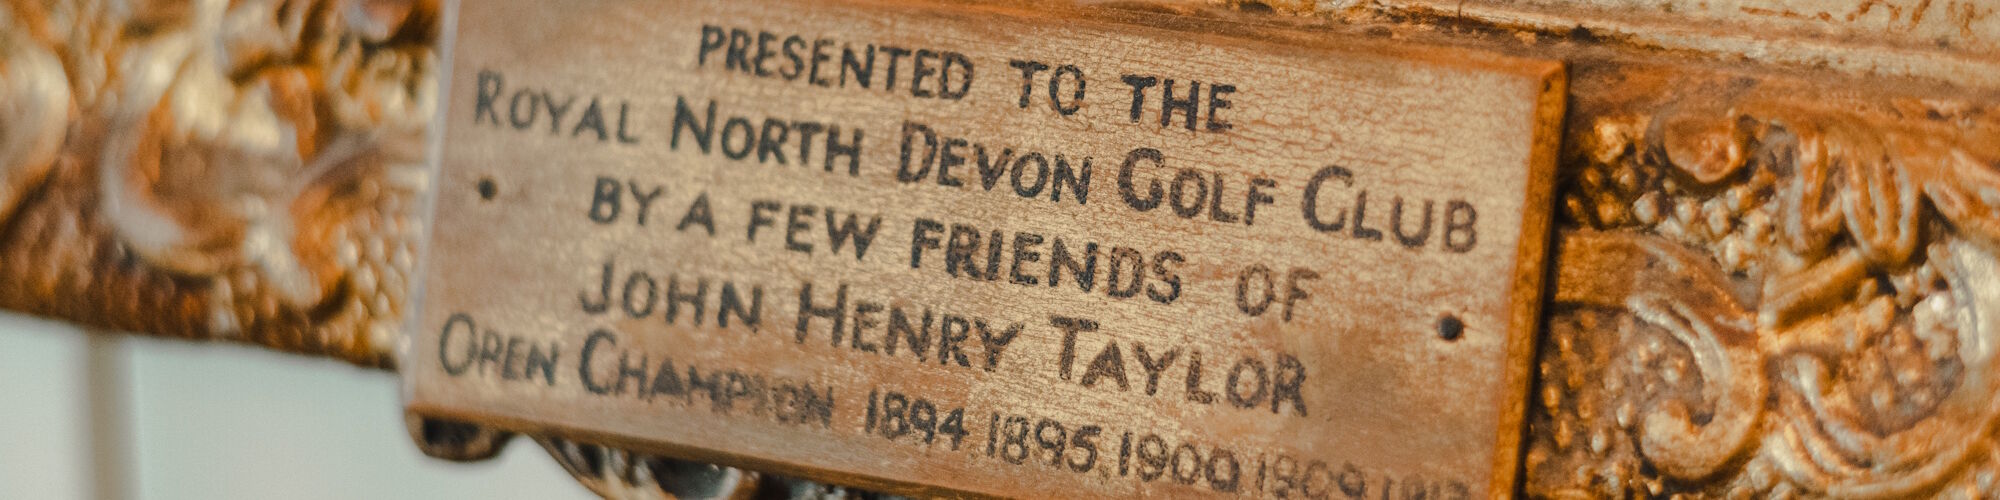 PRESENTED TO THE
ROYAL NORTH DEVON GOLF CLUB
BY A FEW FRIENDS OF
JOHN HENRY TAYLOR
OPEN CHAMPION 1894, 1895, 1900, 1909,